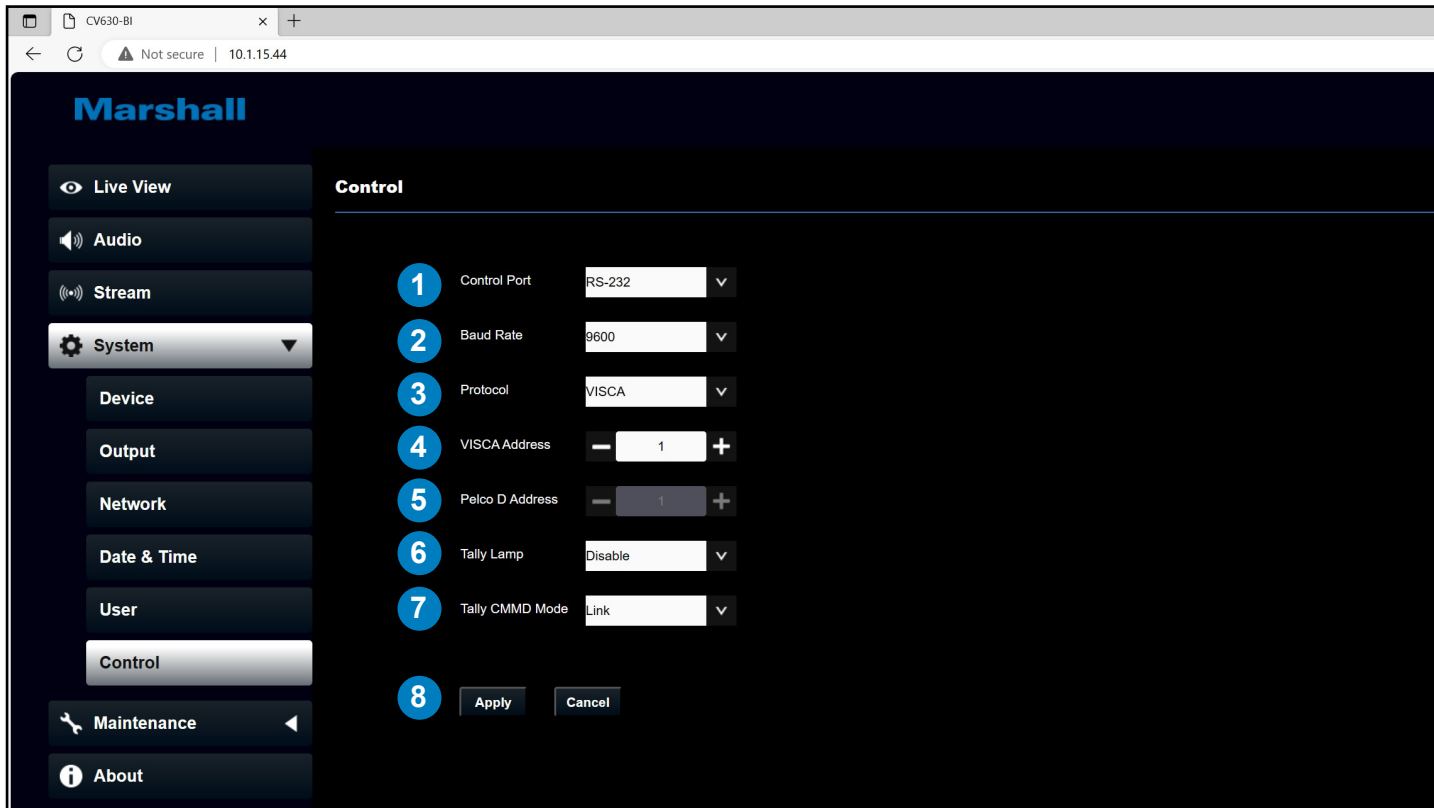 CV630-BI
Not secure | 10.1.15.44
Marshall
Live View
Audio
Stream
System
Device
Output
Network
Date & Time
User
Control
Maintenance
About
Control
1 Control Port RS-232
2 Baud Rate 9600
3 Protocol VISCA
4 VISCA Address 1
5 Pelco D Address 1
6 Tally Lamp Disable
7 Tally CMMD Mode Link
8 Apply Cancel